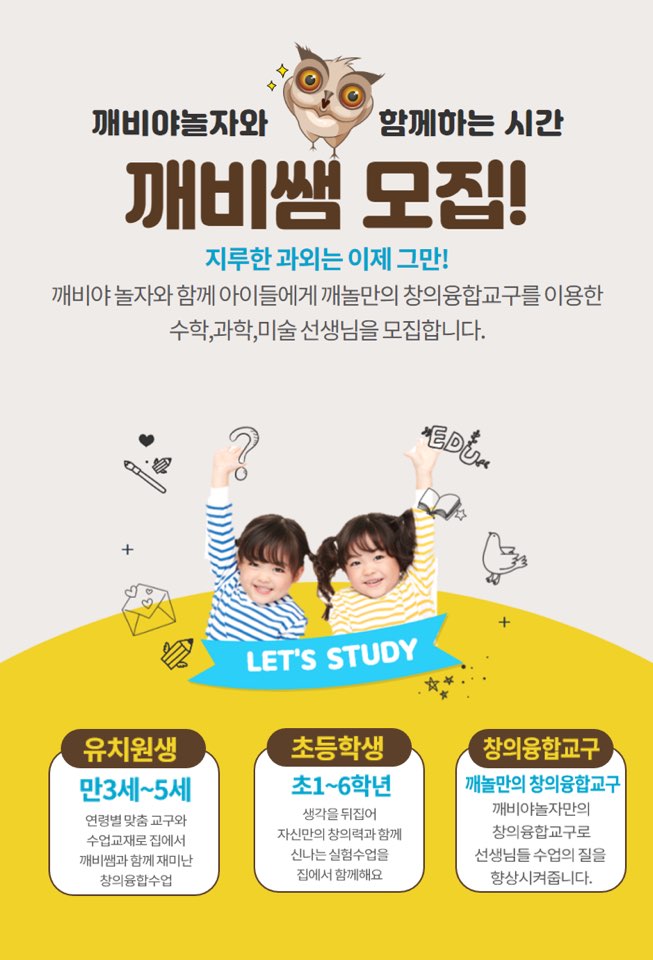 깨비야놀자와 함께하는 시간
깨비쌤 모집!
지루한 과외는 이제 그만!
깨비야 놀자와 함께 아이들에게 깨놀만의 창의융합교구를 이용한
수학,과학,미술 선생님을 모집합니다.
EDU
LET'S STUDY
유치원생
만3세~5세
연령별 맞춤 교구와
수업교재로 집에서
깨비쌤과 함께 재미난
창의융합수업
초등학생
초1~6학년
생각을 뒤집어
자신만의 창의력과 함께
신나는 실험수업을
집에서 함께해요
창의융합교구
깨놀만의 창의융합교구
깨비야놀자만의
창의융합교구로
선생님들 수업의 질을
향상시켜줍니다.